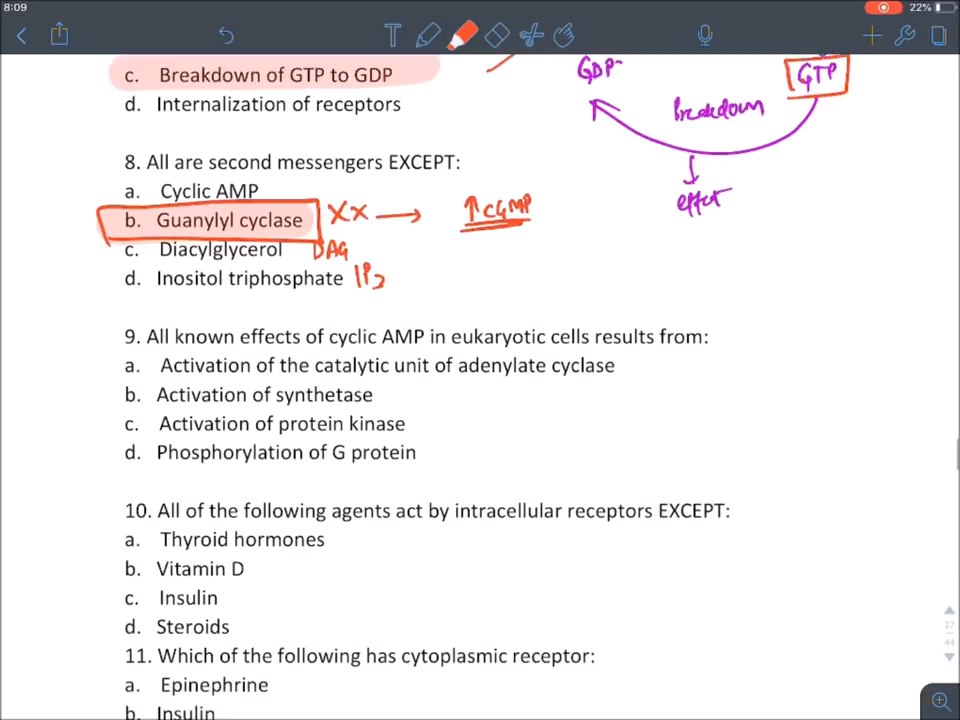 8:09
22%
T
c. Breakdown of GTP to GDP
GDP
GTP
Breakdown
d. Internalization of receptors
8. All are second messengers EXCEPT:
a. Cyclic AMP
effect
b. Guanylyl cyclase XX → ↑cGMP
c. Diacylglycerol DAG
d. Inositol triphosphate IP3
9. All known effects of cyclic AMP in eukaryotic cells results from:
a. Activation of the catalytic unit of adenylate cyclase
b. Activation of synthetase
c. Activation of protein kinase
d. Phosphorylation of G protein
10. All of the following agents act by intracellular receptors EXCEPT:
a. Thyroid hormones
b. Vitamin D
c. Insulin
27
44
d. Steroids
11. Which of the following has cytoplasmic receptor:
a. Epinephrine
b. Insulin